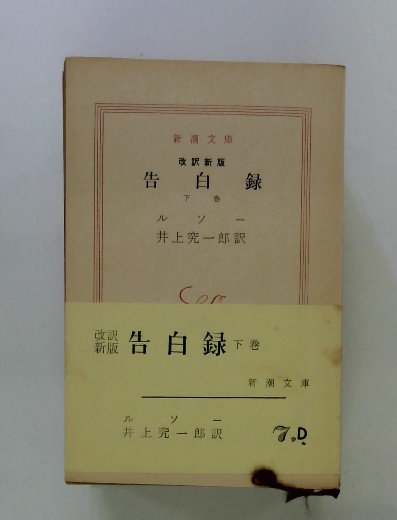 新潮文庫
改訳新版
告白録
下巻
ルソー
井上究一郎訳
改訳
新版
告白録 下巻
新潮文庫
ルソー
井上究一郎訳